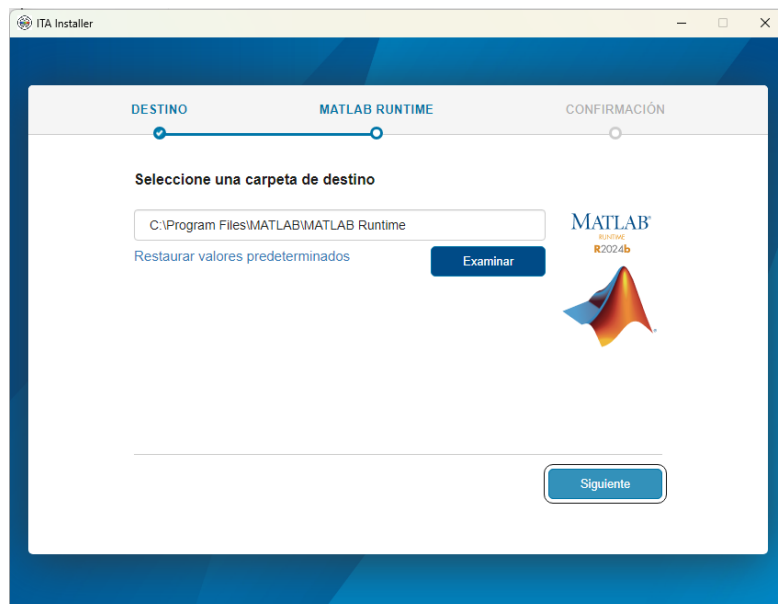 ITA Installer
DESTINO
MATLAB RUNTIME
CONFIRMACIÓN
Seleccione una carpeta de destino
C:\Program Files\MATLAB\MATLAB Runtime
Restaurar valores predeterminados
Examinar
MATLAB®
RUNTIME
R2024b
Siguiente